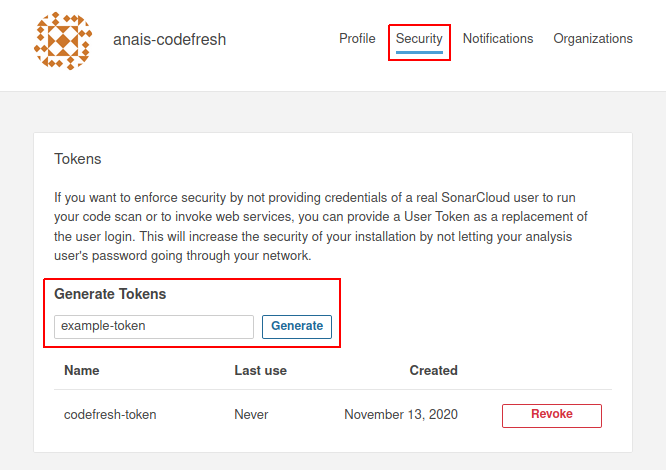 anais-codefresh
Profile Security Notifications Organizations
Tokens
If you want to enforce security by not providing credentials of a real SonarCloud user to run
your code scan or to invoke web services, you can provide a User Token as a replacement of
the user login. This will increase the security of your installation by not letting your analysis
user's password going through your network.
Generate Tokens
example-token Generate
Name Last use Created
codefresh-token Never November 13, 2020 Revoke